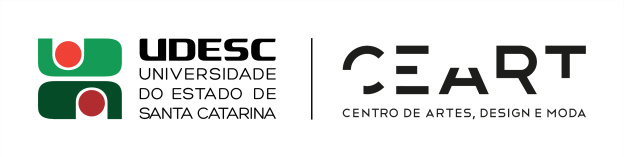 UDESC
UNIVERSIDADE
DO ESTADO DE
SANTA CATARINA
CEART
CENTRO DE ARTES, DESIGN E MODA